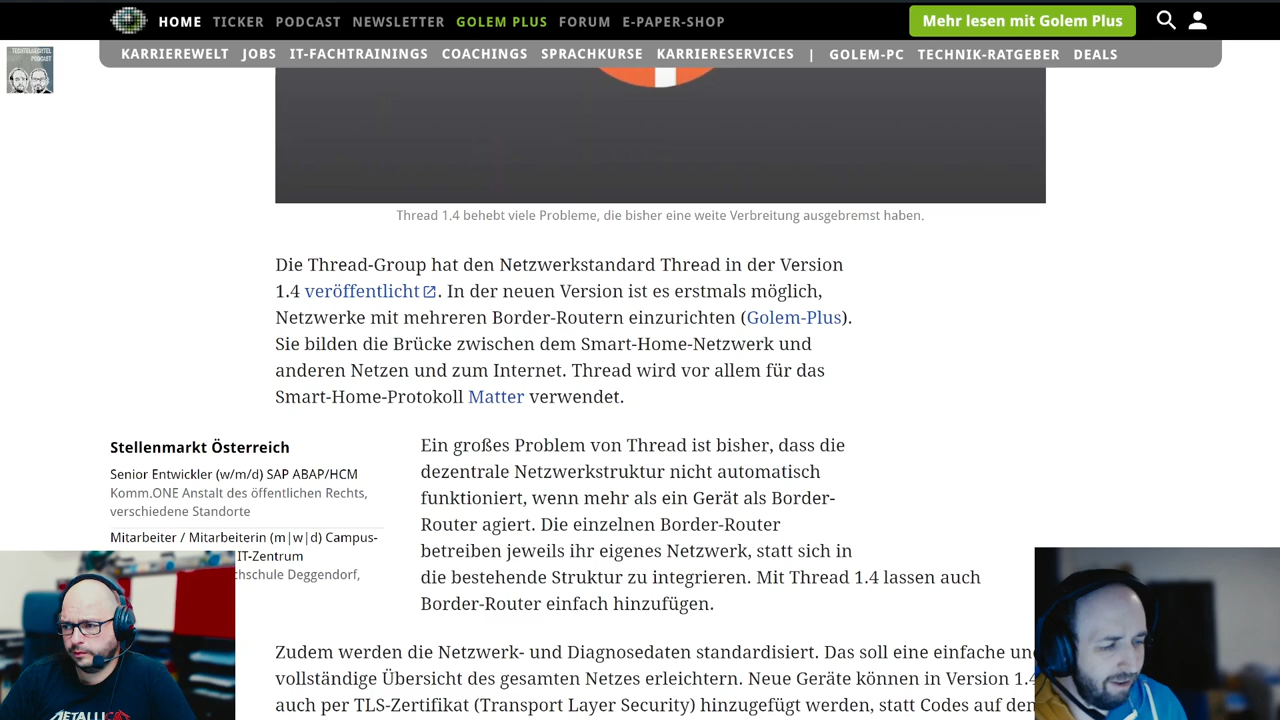 HOME TICKER PODCAST NEWSLETTER GOLEM PLUS FORUM E-PAPER-SHOP
Mehr lesen mit Golem Plus
KARRIEREWELT JOBS IT-FACHTRAININGS COACHINGS SPRACHKURSE KARRIERESERVICES | GOLEM-PC TECHNIK-RATGEBER DEALS
TECHTELMECHTEL
PODCAST
Thread 1.4 behebt viele Probleme, die bisher eine weite Verbreitung ausgebremst haben.
Die Thread-Group hat den Netzwerkstandard Thread in der Version
1.4 veröffentlicht. In der neuen Version ist es erstmals möglich,
Netzwerke mit mehreren Border-Routern einzurichten (Golem-Plus).
Sie bilden die Brücke zwischen dem Smart-Home-Netzwerk und
anderen Netzen und zum Internet. Thread wird vor allem für das
Smart-Home-Protokoll Matter verwendet.
Stellenmarkt Österreich
Senior Entwickler (w/m/d) SAP ABAP/HCM
Komm.ONE Anstalt des öffentlichen Rechts,
verschiedene Standorte
Mitarbeiter / Mitarbeiterin (m|w|d) Campus-
IT-Zentrum
chschule Deggendorf,
Ein großes Problem von Thread ist bisher, dass die
dezentrale Netzwerkstruktur nicht automatisch
funktioniert, wenn mehr als ein Gerät als Border-
Router agiert. Die einzelnen Border-Router
betreiben jeweils ihr eigenes Netzwerk, statt sich in
die bestehende Struktur zu integrieren. Mit Thread 1.4 lassen auch
Border-Router einfach hinzufügen.
Zudem werden die Netzwerk- und Diagnosedaten standardisiert. Das soll eine einfache und
vollständige Übersicht des gesamten Netzes erleichtern. Neue Geräte können in Version 1.4
auch per TLS-Zertifikat (Transport Layer Security) hinzugefügt werden, statt Codes auf den
METALLICA